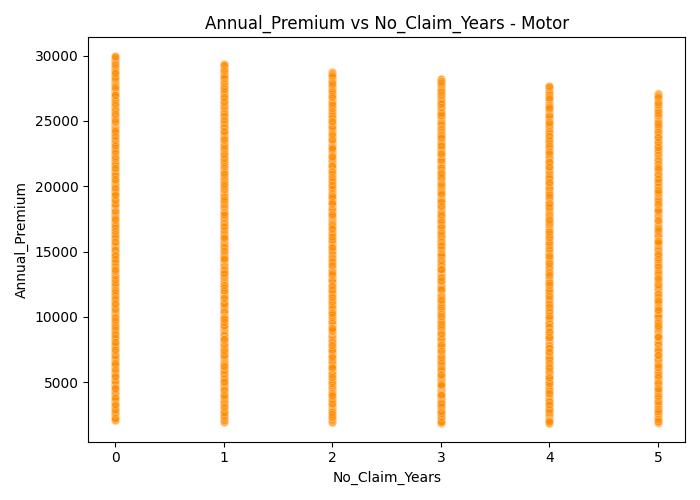 Annual_Premium vs No_Claim_Years - Motor
30000
25000
20000
15000
10000
5000
Annual_Premium
0 1 2 3 4 5
No_Claim_Years